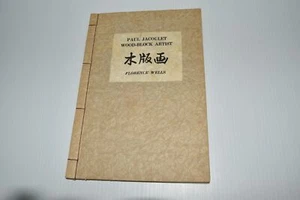 PAUL JACOULET
WOOD-BLOCK ARTIST
木版画
FLORENCE WELLS